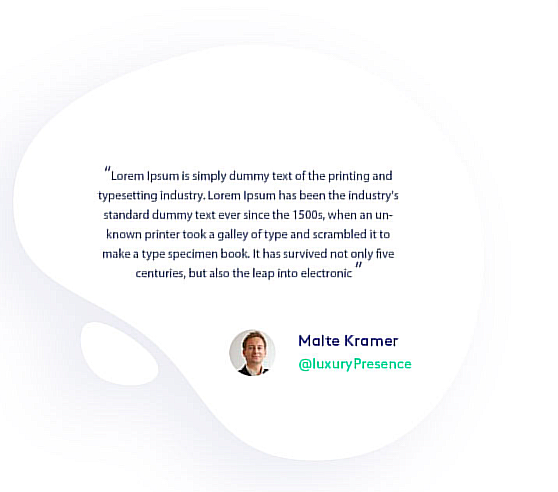 “Lorem Ipsum is simply dummy text of the printing and
typesetting industry. Lorem Ipsum has been the industry's
standard dummy text ever since the 1500s, when an un-
known printer took a galley of type and scrambled it to
make a type specimen book. It has survived not only five
centuries, but also the leap into electronic ”
Malte Kramer
@luxuryPresence